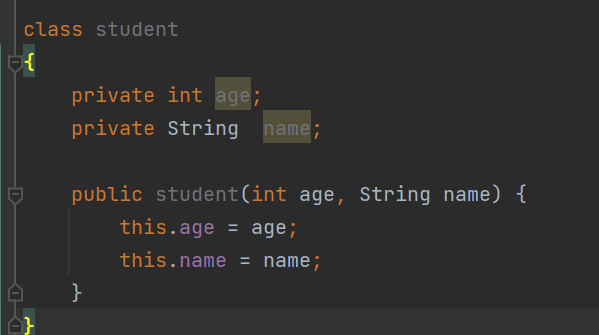 class student
{
    private int age;
    private String  name;

    public student(int age, String name) {
        this.age = age;
        this.name = name;
    }
}